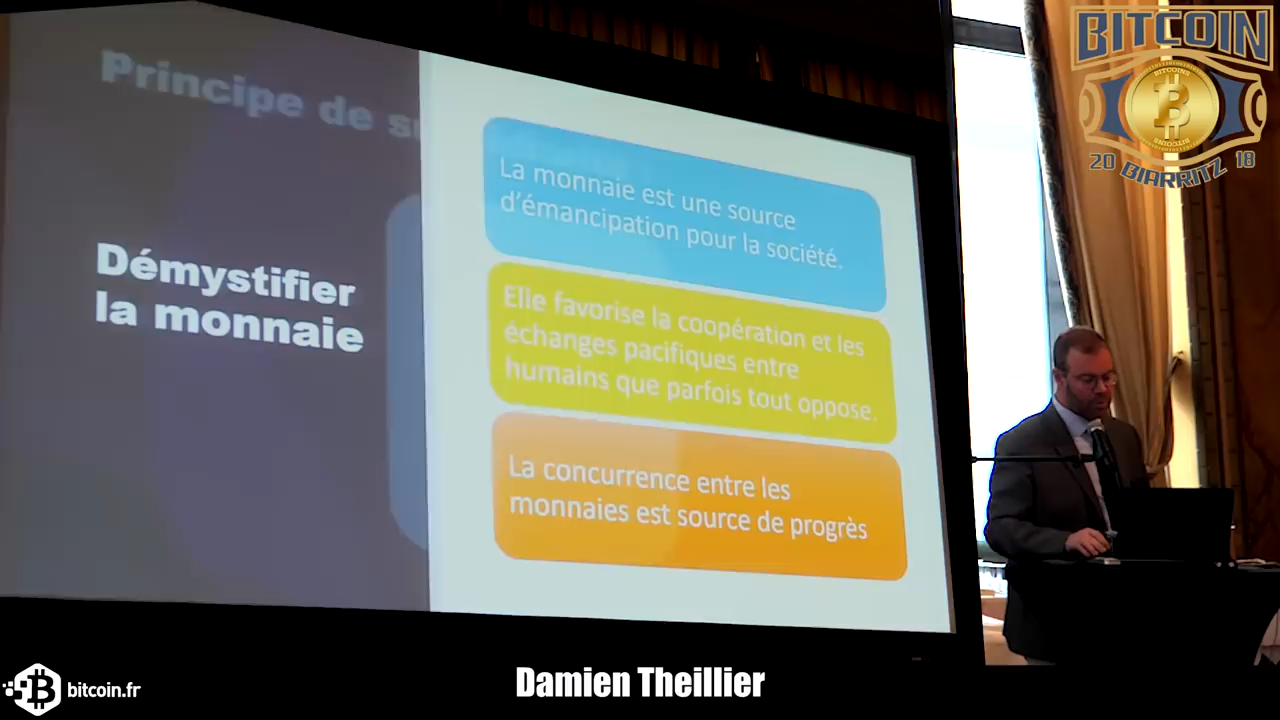 Principe de
Démystifier
la monnaie
La monnaie est une source
d'émancipation pour la société.
Elle favorise la coopération et les
échanges pacifiques entre
humains que parfois tout oppose.
La concurrence entre les
monnaies est source de progrès
BITCOIN
BITCOINS
BITCOINS
20 BIARRITZ 18
bitcoin.fr
Damien Theillier